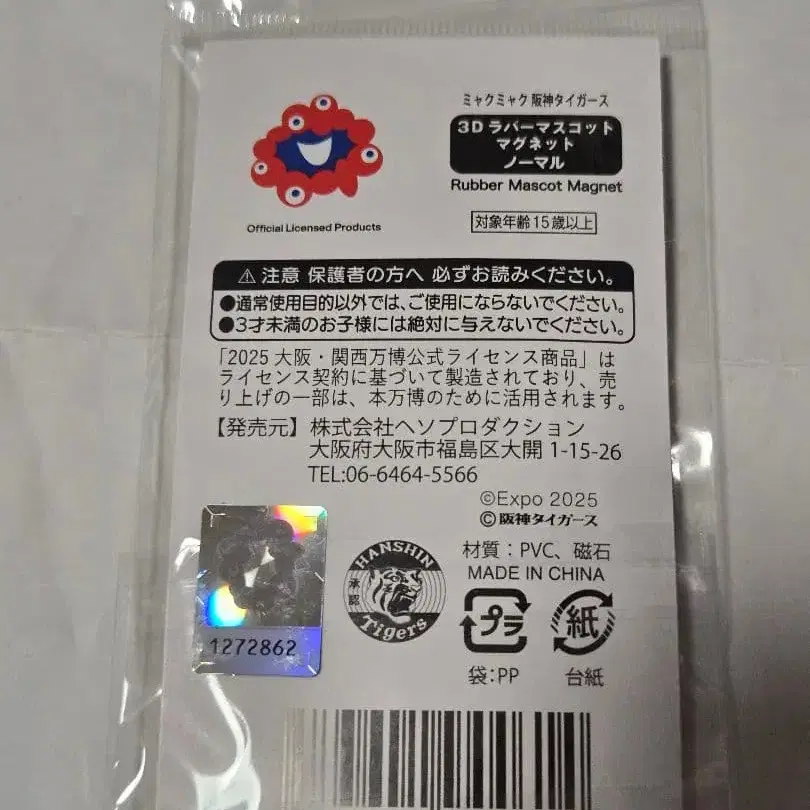 ミャクミャク 阪神タイガース
3D ラバーマスコット
マグネット
ノーマル
Rubber Mascot Magnet
対象年齢15歳以上
Official Licensed Products
⚠ 注意 保護者の方へ 必ずお読みください。
●通常使用目的以外では、ご使用にならないでください。
●3才未満のお子様には絶対に与えないでください。
「2025 大阪・関西万博公式ライセンス商品」は
ライセンス契約に基づいて製造されており、売
り上げの一部は、本万博のために活用されます。
【発売元】株式会社ヘソプロダクション
大阪府大阪市福島区大開 1-15-26
TEL:06-6464-5566
©Expo 2025
©阪神タイガース
1272862
HANSHIN
承認
Tigers
材質：PVC、磁石
MADE IN CHINA
プラ
紙
袋:PP
台紙